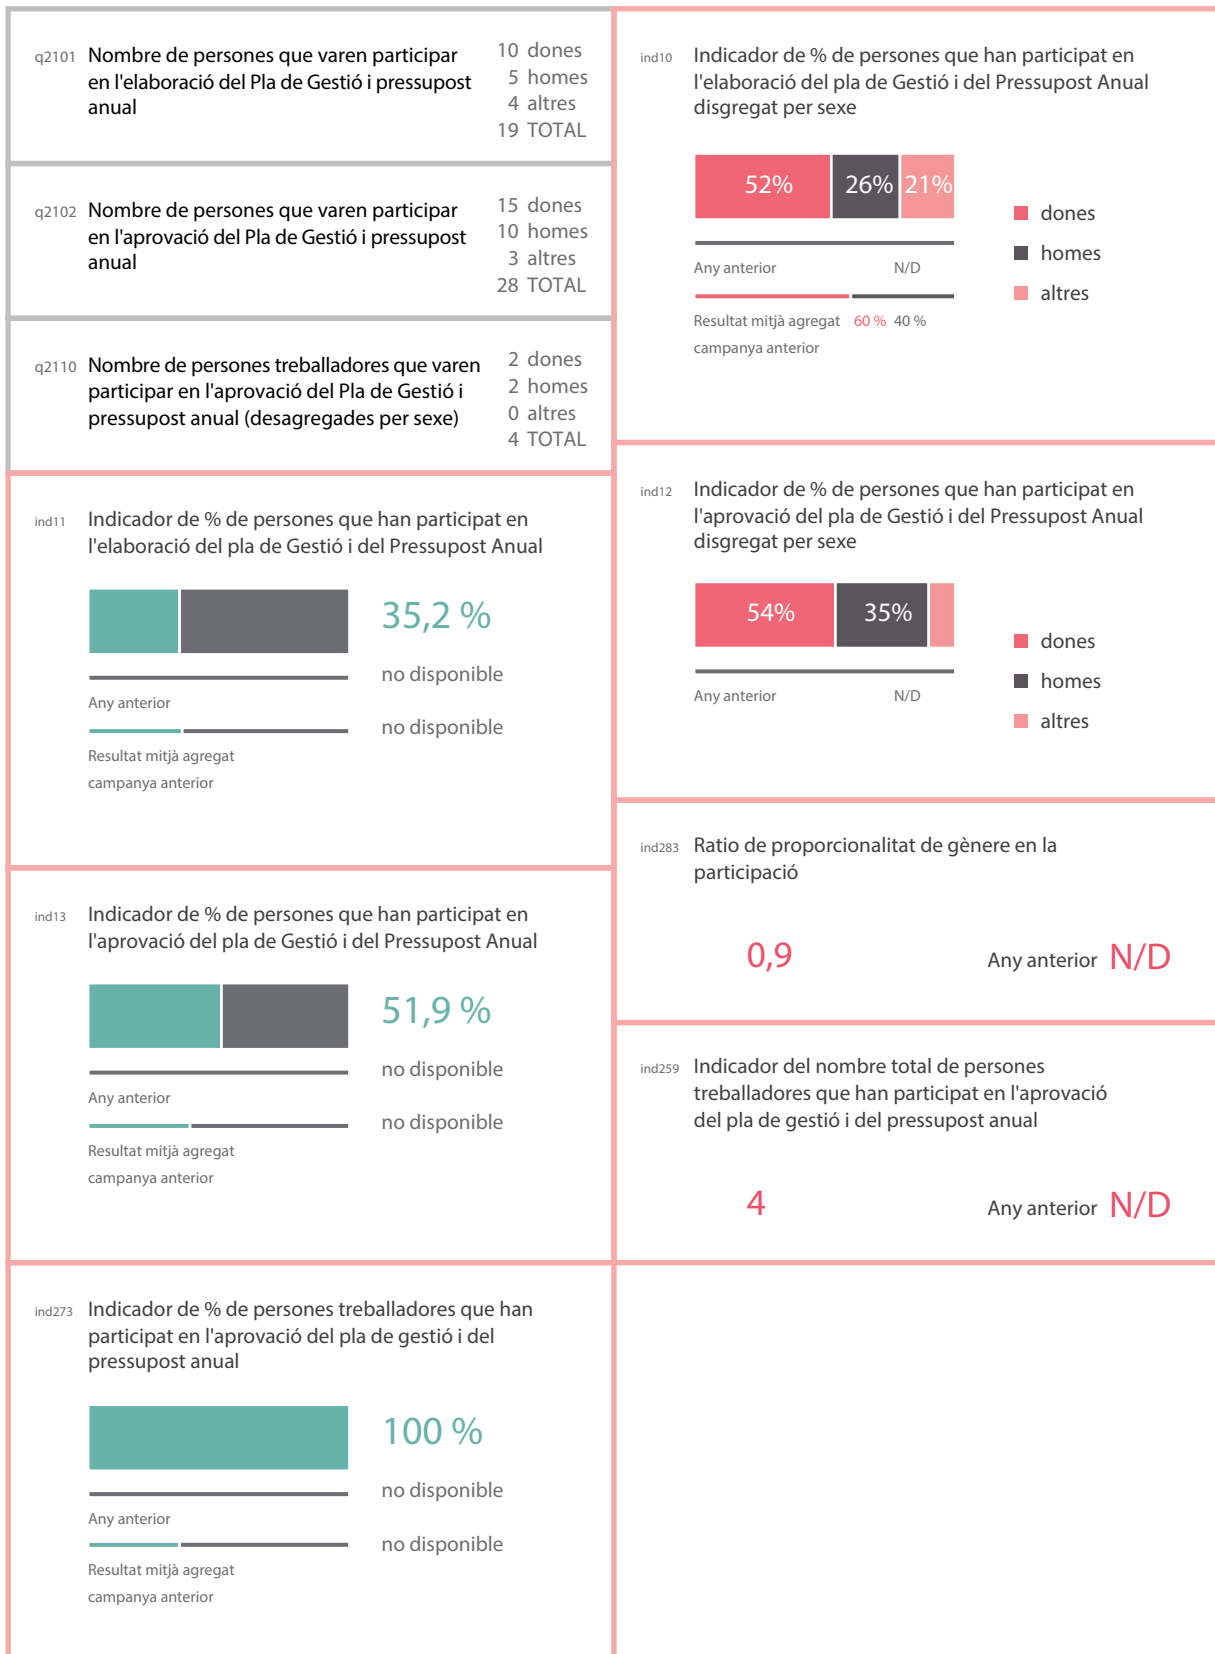 q2101 Nombre de persones que varen participar
en l'elaboració del Pla de Gestió i pressupost
anual
10 dones
5 homes
4 altres
19 TOTAL
q2102 Nombre de persones que varen participar
en l'aprovació del Pla de Gestió i pressupost
anual
15 dones
10 homes
3 altres
28 TOTAL
q2110 Nombre de persones treballadores que varen
participar en l'aprovació del Pla de Gestió i
pressupost anual (desagregades per sexe)
2 dones
2 homes
0 altres
4 TOTAL
ind11 Indicador de % de persones que han participat en
l'elaboració del pla de Gestió i del Pressupost Anual
35,2 %
no disponible
Any anterior
no disponible
Resultat mitjà agregat
campanya anterior
ind13 Indicador de % de persones que han participat en
l'aprovació del pla de Gestió i del Pressupost Anual
51,9 %
no disponible
Any anterior
no disponible
Resultat mitjà agregat
campanya anterior
ind273 Indicador de % de persones treballadores que han
participat en l'aprovació del pla de gestió i del
pressupost anual
100 %
no disponible
Any anterior
no disponible
Resultat mitjà agregat
campanya anterior
ind10 Indicador de % de persones que han participat en
l'elaboració del pla de Gestió i del Pressupost Anual
disgregat per sexe
52% 26% 21%
dones
homes
altres
Any anterior N/D
Resultat mitjà agregat 60 % 40 %
campanya anterior
ind12 Indicador de % de persones que han participat en
l'aprovació del pla de Gestió i del Pressupost Anual
disgregat per sexe
54% 35%
dones
homes
altres
Any anterior N/D
ind283 Ratio de proporcionalitat de gènere en la
participació
0,9 Any anterior N/D
ind259 Indicador del nombre total de persones
treballadores que han participat en l'aprovació
del pla de gestió i del pressupost anual
4 Any anterior N/D